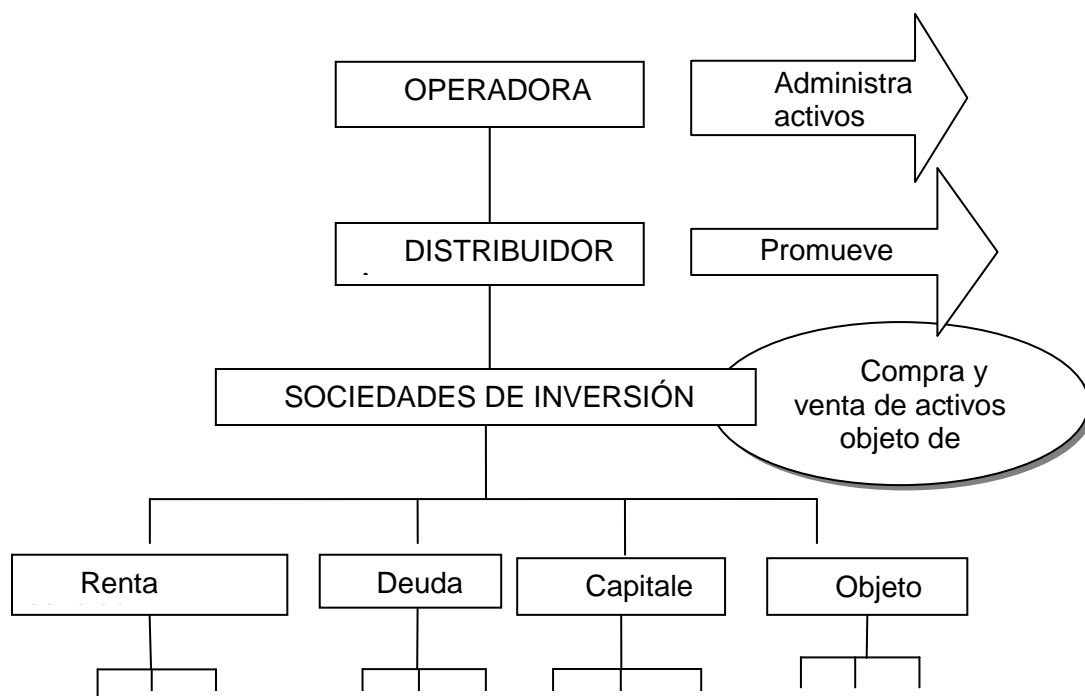 OPERADORA
Administra
activos
DISTRIBUIDOR
Promueve
SOCIEDADES DE INVERSIÓN
Compra y
venta de activos
objeto de
Renta
Deuda
Capitale
Objeto